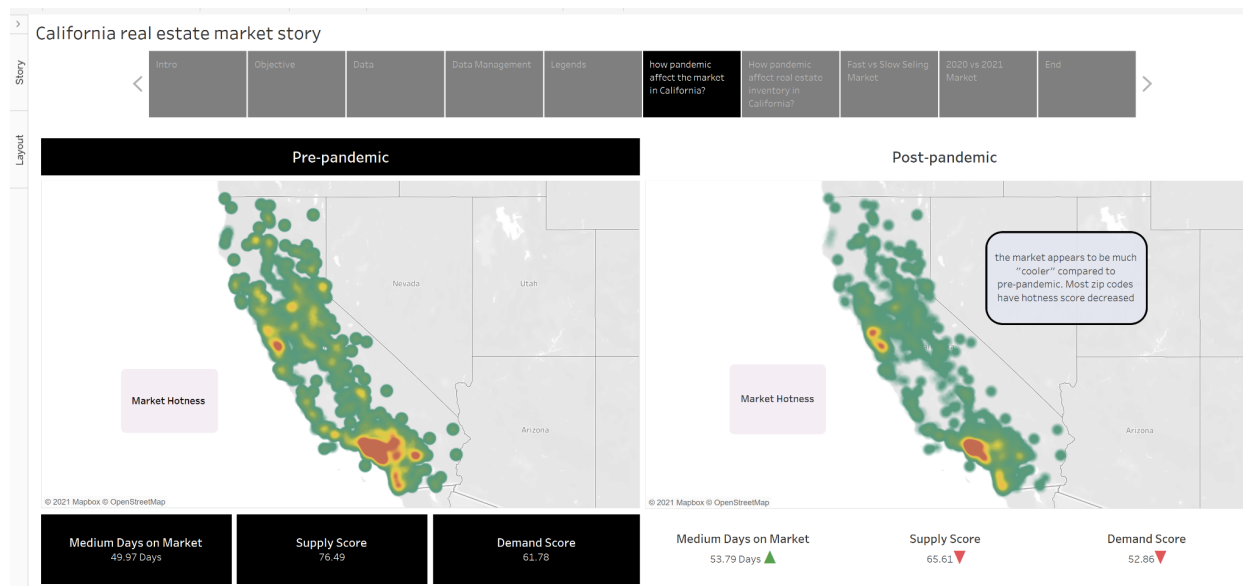 California real estate market story
Story
Layout
Intro
Objective
Data
Data Management
Legends
how pandemic
affect the market
in California?
How pandemic
affect real estate
inventory in
California?
Fast vs Slow Seling
Market
2020 vs 2021
Market
End
Pre-pandemic
Nevada
Utah
Arizona
Market Hotness
© 2021 Mapbox © OpenStreetMap
Medium Days on Market
49.97 Days
Supply Score
76.49
Demand Score
61.78
Post-pandemic
the market appears to be much
"cooler" compared to
pre-pandemic. Most zip codes
have hotness score decreased
Nevada
Utah
Arizona
Market Hotness
© 2021 Mapbox © OpenStreetMap
Medium Days on Market
53.79 Days
Supply Score
65.61
Demand Score
52.86